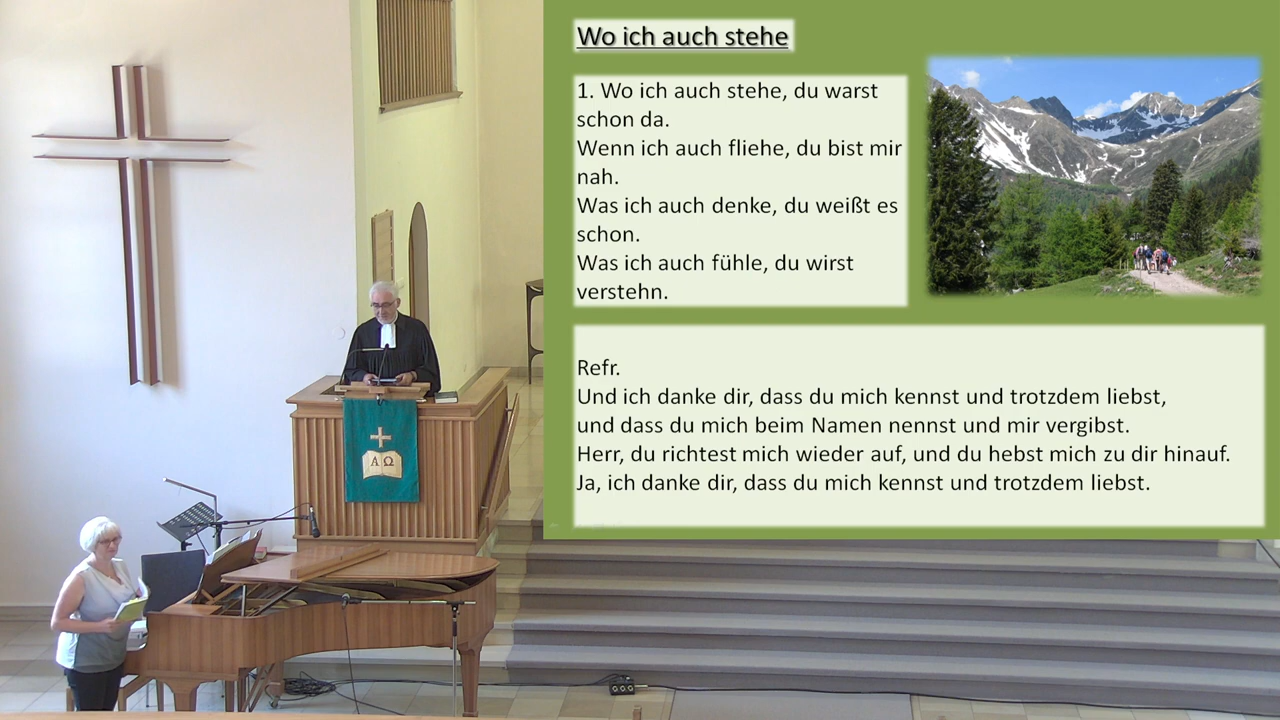 Wo ich auch stehe
1. Wo ich auch stehe, du warst
schon da.
Wenn ich auch fliehe, du bist mir
nah.
Was ich auch denke, du weißt es
schon.
Was ich auch fühle, du wirst
verstehn.
Refr.
Und ich danke dir, dass du mich kennst und trotzdem liebst,
und dass du mich beim Namen nennst und mir vergibst.
Herr, du richtest mich wieder auf, und du hebst mich zu dir hinauf.
Ja, ich danke dir, dass du mich kennst und trotzdem liebst.
Α Ω